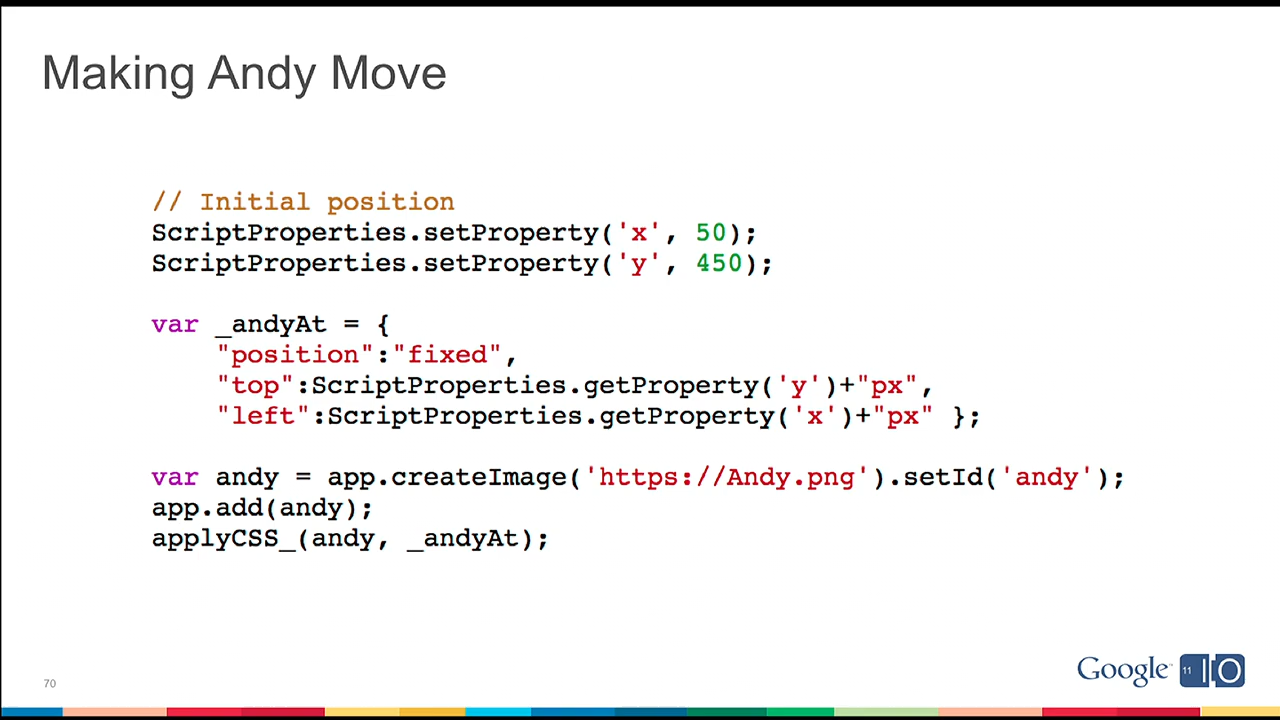 Making Andy Move
// Initial position
ScriptProperties.setProperty('x', 50);
ScriptProperties.setProperty('y', 450);
var _andyAt = {
"position":"fixed",
"top":ScriptProperties.getProperty('y')+"px",
"left":ScriptProperties.getProperty('x')+"px" };
var andy = app.createImage('https://Andy.png').setId('andy');
app.add(andy);
applyCSS_(andy, _andyAt);
70
Google 11 IO